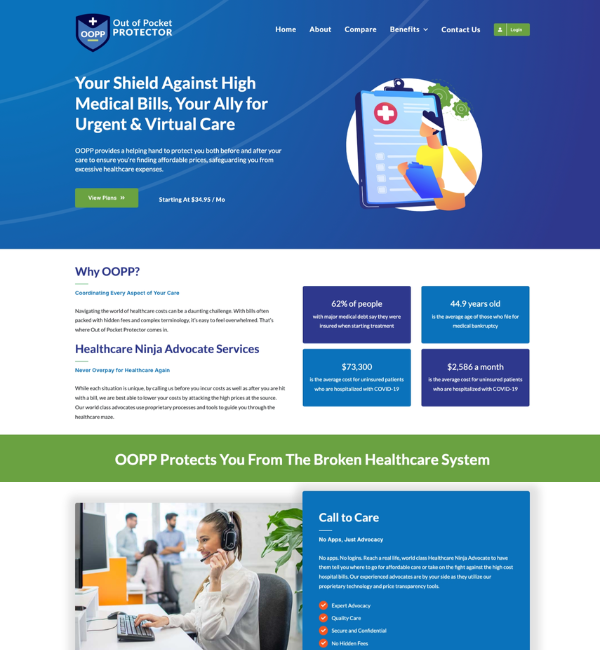 OOPP
Out of Pocket
PROTECTOR
Home
About
Compare
Benefits
Contact Us
Login
Your Shield Against High
Medical Bills, Your Ally for
Urgent & Virtual Care
OOPP provides a helping hand to protect you both before and after your
care to ensure you're finding affordable prices, safeguarding you from
excessive healthcare expenses.
View Plans »
Starting At $34.95 / Mo
Why OOPP?
Coordinating Every Aspect of Your Care
Navigating the world of healthcare costs can be a daunting challenge. With bills often
packed with hidden fees and complex terminology, it's easy to feel overwhelmed. That's
where Out of Pocket Protector comes in.
Healthcare Ninja Advocate Services
Never Overpay for Healthcare Again
While each situation is unique, by calling us before you incur costs as well as after you are hit
with a bill, we are best able to lower your costs by attacking the high prices at the source.
Our world class advocates use proprietary processes and tools to guide you through the
healthcare maze.
62% of people
with major medical debt say they were
insured when starting treatment
44.9 years old
is the average age of those who file for
medical bankruptcy
$73,300
is the average cost for uninsured patients
who are hospitalized with COVID-19
$2,586 a month
is the average cost for uninsured patients
who are hospitalized with COVID-19
OOPP Protects You From The Broken Healthcare System
Call to Care
No Apps, Just Advocacy
No apps. No logins. Reach a real life, world class Healthcare Ninja Advocate to have
them tell you where to go for affordable care or take on the fight against the high cost
hospital bills. Our experienced advocates are by your side as they utilize our
proprietary technology and price transparency tools.
Expert Advocacy
Quality Care
Secure and Confidential
No Hidden Fees